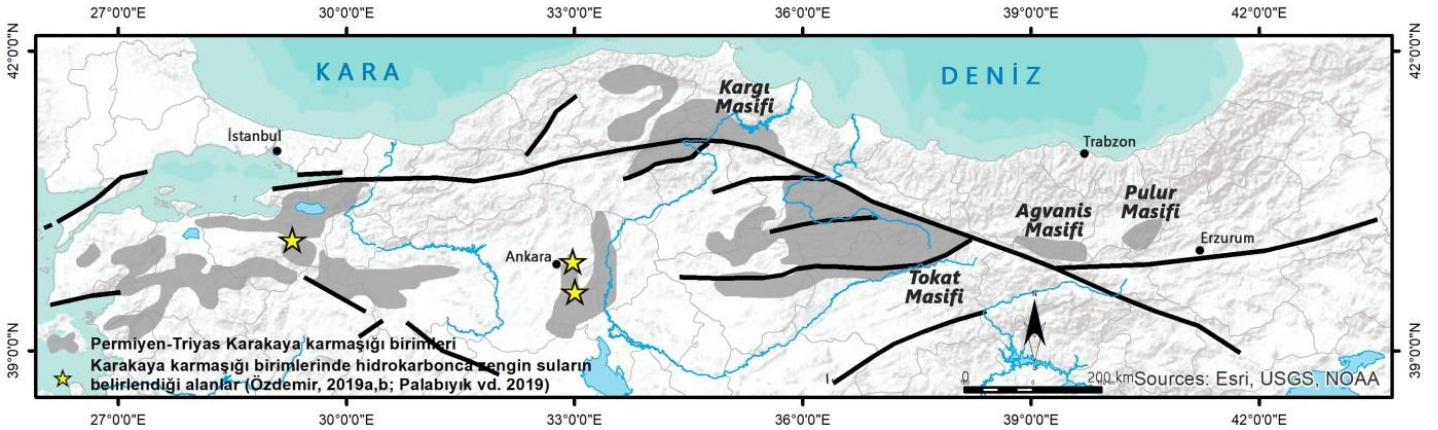 27°0'0"E 30°0'0"E 33°0'0"E 36°0'0"E 39°0'0"E 42°0'0"E
42°0'0"N
42°0'0"N
KARA
DENİZ
Kargı
Masifi
İstanbul
Trabzon
Pulur
Masifi
Agvanis
Masifi
Erzurum
Ankara
Tokat
Masifi
39°0'0"N
39°0'0"N
N
Permiyen-Triyas Karakaya karmaşığı birimleri
Karakaya karmaşığı birimlerinde hidrokarbonca zengin suların
belirlendiği alanlar (Özdemir, 2019a,b; Palabıyık vd. 2019)
0 200 km
Sources: Esri, USGS, NOAA
27°0'0"E 30°0'0"E 33°0'0"E 36°0'0"E 39°0'0"E 42°0'0"E